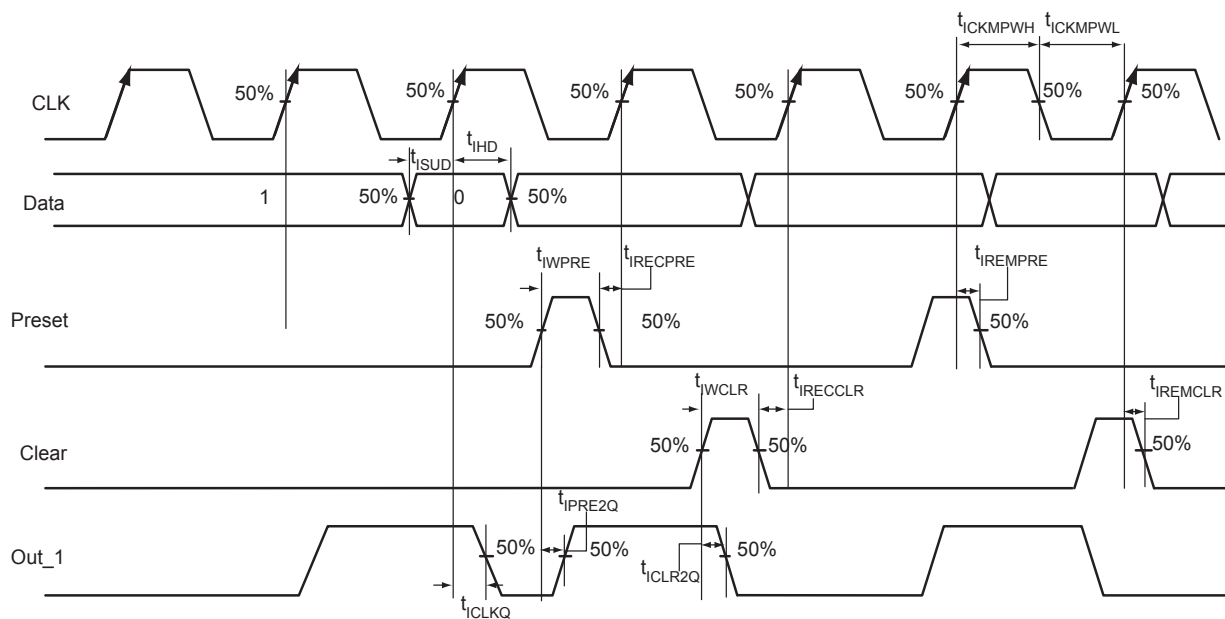 tICKMPWH tICKMPWL
CLK 50% 50% 50% 50% 50% 50% 50%
tISUD tIHD
Data 1 50% 0 50%
tIWPRE tIRECPRE tIREMPRE
Preset 50% 50% 50%
tIWCLR tIRECCLR tIREMCLR
Clear 50% 50% 50%
tIPRE2Q
Out_1 50% 50% 50%
tICLR2Q
tICLKQ